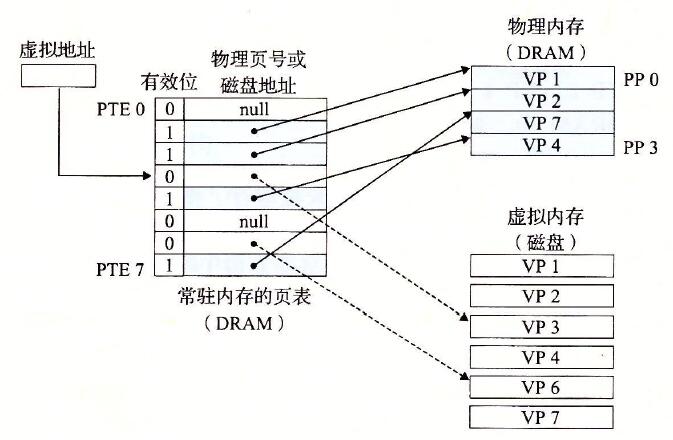 虚拟地址
有效位
物理页号或
磁盘地址
PTE 0
0
null
1
1
0
1
0
null
0
PTE 7
1
常驻内存的页表
（DRAM）
物理内存
（DRAM）
VP 1
PP 0
VP 2
VP 7
VP 4
PP 3
虚拟内存
（磁盘）
VP 1
VP 2
VP 3
VP 4
VP 6
VP 7